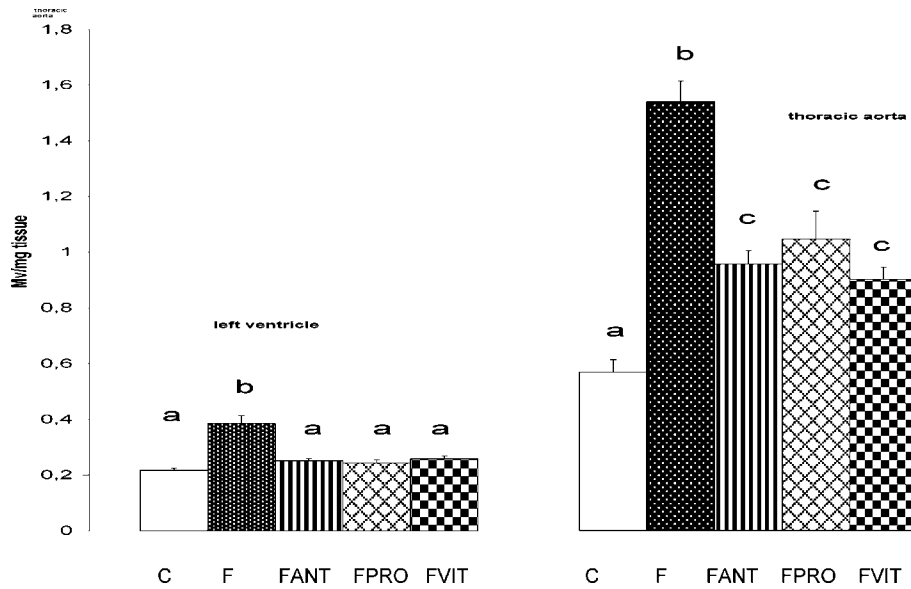 thoracic
aorta
1,8
1,6
1,4
1,2
1
0,8
0,6
0,4
0,2
0
Mv/mg tissue
left ventricle
a
b
a
a
a
thoracic aorta
a
b
c
c
c
C F FANT FPRO FVIT
C F FANT FPRO FVIT